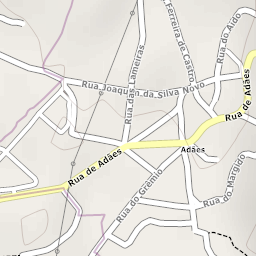 Ferreira de Castro
Rua do Aido
Rua das Lameiras
Rua Joaquim da Silva Novo
Rua de Adães
Rua de Adães
Adães
Rua do Grémio
Rua do Margido